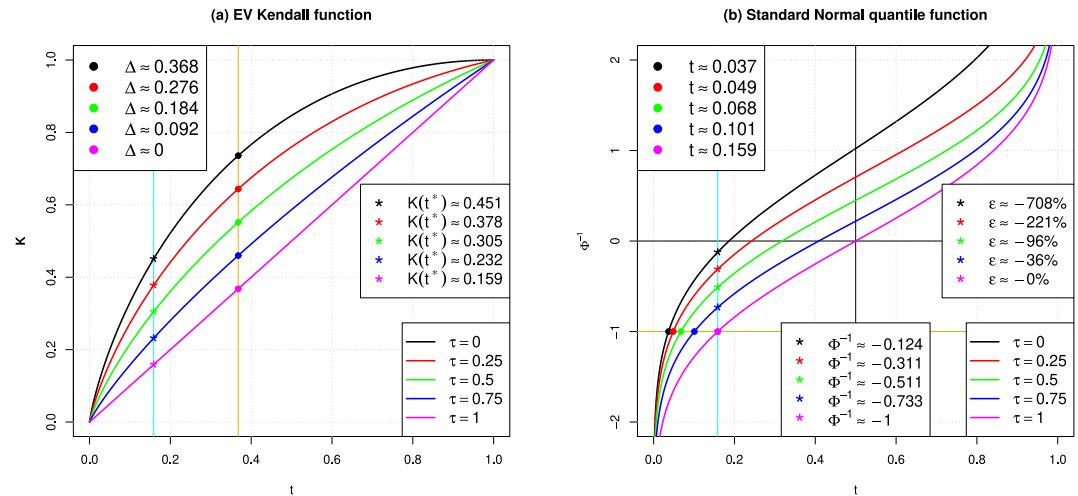 (a) EV Kendall function
Δ ≈ 0.368
Δ ≈ 0.276
Δ ≈ 0.184
Δ ≈ 0.092
Δ ≈ 0
K(t*) ≈ 0.451
K(t*) ≈ 0.378
K(t*) ≈ 0.305
K(t*) ≈ 0.232
K(t*) ≈ 0.159
τ = 0
τ = 0.25
τ = 0.5
τ = 0.75
τ = 1
K
1.0
0.8
0.6
0.4
0.2
0.0
0.0 0.2 0.4 0.6 0.8 1.0
t
(b) Standard Normal quantile function
t ≈ 0.037
t ≈ 0.049
t ≈ 0.068
t ≈ 0.101
t ≈ 0.159
ε ≈ −708%
ε ≈ −221%
ε ≈ −96%
ε ≈ −36%
ε ≈ −0%
Φ⁻¹ ≈ −0.124
Φ⁻¹ ≈ −0.311
Φ⁻¹ ≈ −0.511
Φ⁻¹ ≈ −0.733
Φ⁻¹ ≈ −1
τ = 0
τ = 0.25
τ = 0.5
τ = 0.75
τ = 1
Φ⁻¹
2
1
0
−1
−2
0.0 0.2 0.4 0.6 0.8 1.0
t